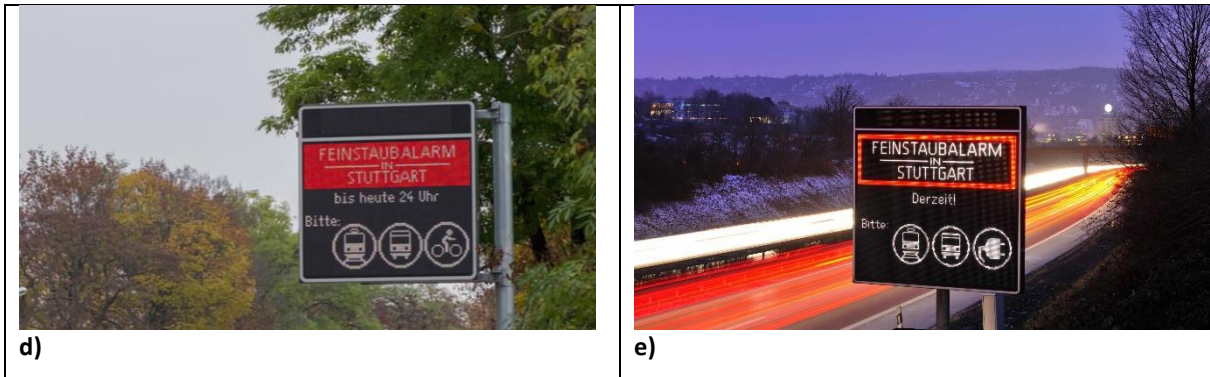 FEINSTAUBALARM
IN
STUTTGART
bis heute 24 Uhr
Bitte:
d)
FEINSTAUBALARM
IN
STUTTGART
Derzeit!
Bitte:
e)